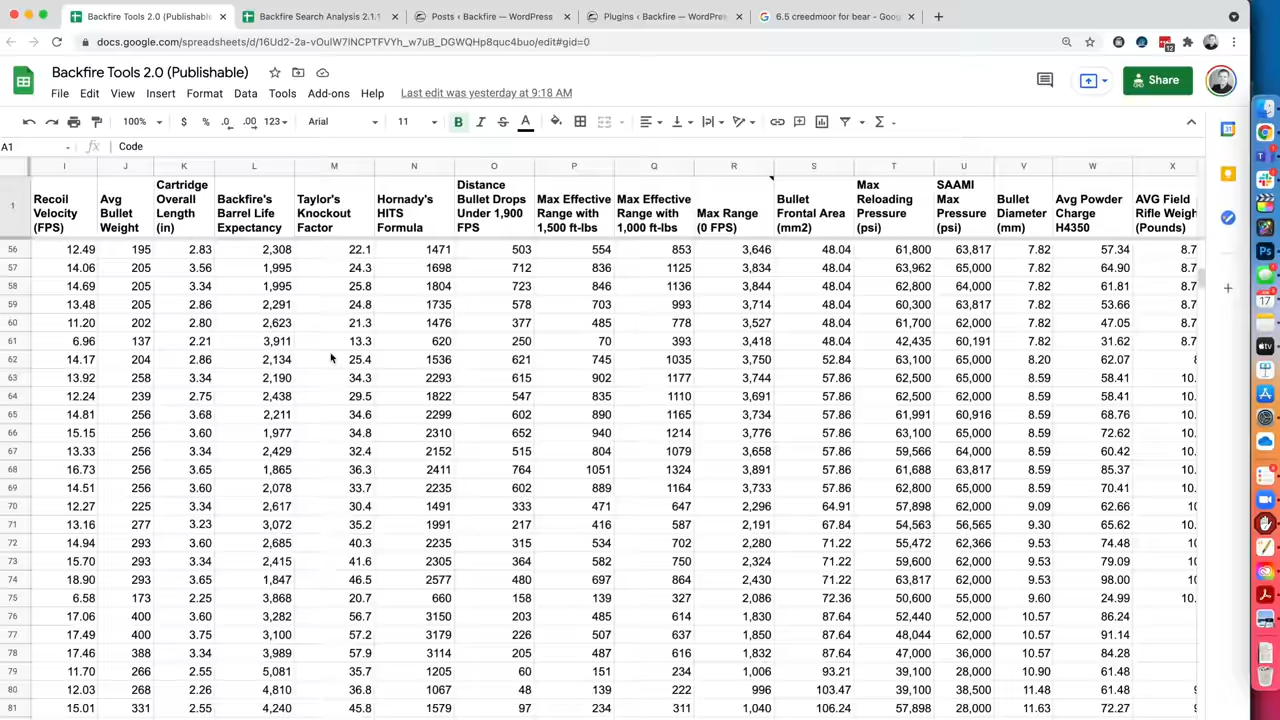 Backfire Tools 2.0 (Publishable) ×
Backfire Search Analysis 2.1.1 ×
Posts ‹ Backfire — WordPress ×
Plugins ‹ Backfire — WordPre ×
6.5 creedmoor for bear - Goo ×
docs.google.com/spreadsheets/d/16Ud2-2a-vOulW7lNCPTFVYh_w7uB_DGWQHp8quc4buo/edit#gid=0
Backfire Tools 2.0 (Publishable)
File Edit View Insert Format Data Tools Add-ons Help Last edit was yesterday at 9:18 AM
Share
100% $ % .0 .00 123 Arial 11 B I S A
A1 fx Code
I J K L M N O P Q R S T U V W X
1 Recoil Velocity (FPS) Avg Bullet Weight Cartridge Overall Length (in) Backfire's Barrel Life Expectancy Taylor's Knockout Factor Hornady's HITS Formula Distance Bullet Drops Under 1,900 FPS Max Effective Range with 1,500 ft-lbs Max Effective Range with 1,000 ft-lbs Max Range (0 FPS) Bullet Frontal Area (mm2) Max Reloading Pressure (psi) SAAMI Max Pressure (psi) Bullet Diameter (mm) Avg Powder Charge H4350 AVG Field Rifle Weigh (Pounds)
56 12.49 195 2.83 2,308 22.1 1471 503 554 853 3,646 48.04 61,800 63,817 7.82 57.34 8.7
57 14.06 205 3.56 1,995 24.3 1698 712 836 1125 3,834 48.04 63,962 65,000 7.82 64.90 8.7
58 14.69 205 3.34 1,995 25.8 1804 723 846 1136 3,844 48.04 62,800 64,000 7.82 61.81 8.7
59 13.48 205 2.86 2,291 24.8 1735 578 703 993 3,714 48.04 60,300 63,817 7.82 53.66 8.7
60 11.20 202 2.80 2,623 21.3 1476 377 485 778 3,527 48.04 61,700 62,000 7.82 47.05 8.7
61 6.96 137 2.21 3,911 13.3 620 250 70 393 3,418 48.04 42,435 60,191 7.82 31.62 8.7
62 14.17 204 2.86 2,134 25.4 1536 621 745 1035 3,750 52.84 63,100 65,000 8.20 62.07 8
63 13.92 258 3.34 2,190 34.3 2293 615 902 1177 3,744 57.86 62,500 65,000 8.59 58.41 10.
64 12.24 239 2.75 2,438 29.5 1822 547 835 1110 3,691 57.86 62,500 62,000 8.59 58.41 10.
65 14.81 256 3.68 2,211 34.6 2299 602 890 1165 3,734 57.86 61,991 60,916 8.59 68.76 10.
66 15.15 256 3.60 1,977 34.8 2310 652 940 1214 3,776 57.86 63,100 65,000 8.59 72.62 10.
67 13.33 256 3.34 2,429 32.4 2152 515 804 1079 3,658 57.86 59,566 64,000 8.59 60.42 10.
68 16.73 256 3.65 1,865 36.3 2411 764 1051 1324 3,891 57.86 61,688 63,817 8.59 85.37 10.
69 14.51 256 3.60 2,078 33.7 2235 602 889 1164 3,733 57.86 62,800 62,000 8.59 70.41 10.
70 12.27 225 3.34 2,617 30.4 1491 333 471 647 2,296 64.91 57,898 62,000 9.09 62.66 10
71 13.16 277 3.23 3,072 35.2 1991 217 416 587 2,191 67.84 54,563 56,565 9.30 65.62 10
72 14.94 293 3.60 2,685 40.3 2235 315 534 702 2,280 71.22 55,472 62,366 9.53 74.48 10
73 15.70 293 3.34 2,415 41.6 2305 364 582 750 2,324 71.22 59,600 62,000 9.53 79.09 10
74 18.90 293 3.65 1,847 46.5 2577 480 697 864 2,430 71.22 63,817 62,000 9.53 98.00 10
75 6.58 173 2.25 3,868 20.7 660 158 139 327 2,086 72.36 50,600 55,000 9.60 24.99 10.
76 17.06 400 3.60 3,282 56.7 3150 203 485 614 1,830 87.64 52,440 62,000 10.57 86.24
77 17.49 400 3.75 3,100 57.2 3179 226 507 637 1,850 87.64 48,044 62,000 10.57 91.14
78 17.46 388 3.34 3,989 57.9 3114 205 487 616 1,832 87.64 47,000 36,000 10.57 84.28
79 11.70 266 2.55 5,081 35.7 1205 60 151 234 1,006 93.21 39,100 28,000 10.90 61.48
80 12.03 268 2.26 4,810 36.8 1067 48 139 222 996 103.47 39,100 38,500 11.48 61.48 9
81 15.01 331 2.55 4,240 45.8 1579 97 234 311 1,040 106.24 57,898 28,000 11.63 72.27 9